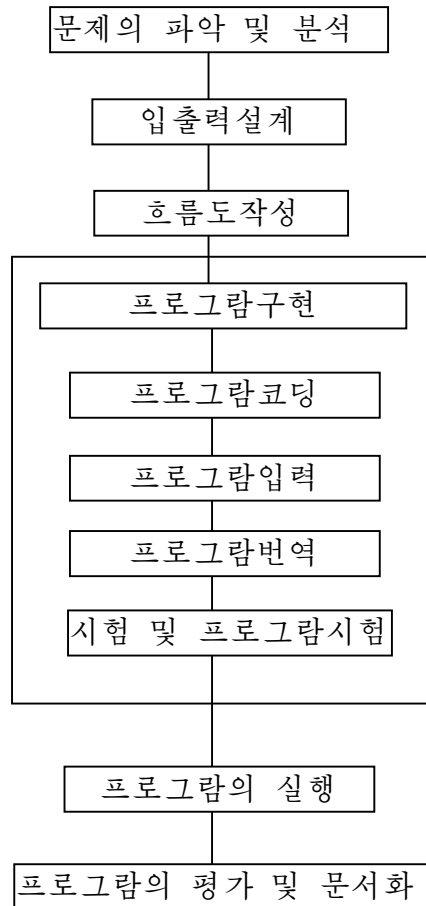 문제의 파악 및 분석
입출력설계
흐름도작성
프로그람구현
프로그람코딩
프로그람입력
프로그람번역
시험 및 프로그람시험
프로그람의 실행
프로그람의 평가 및 문서화